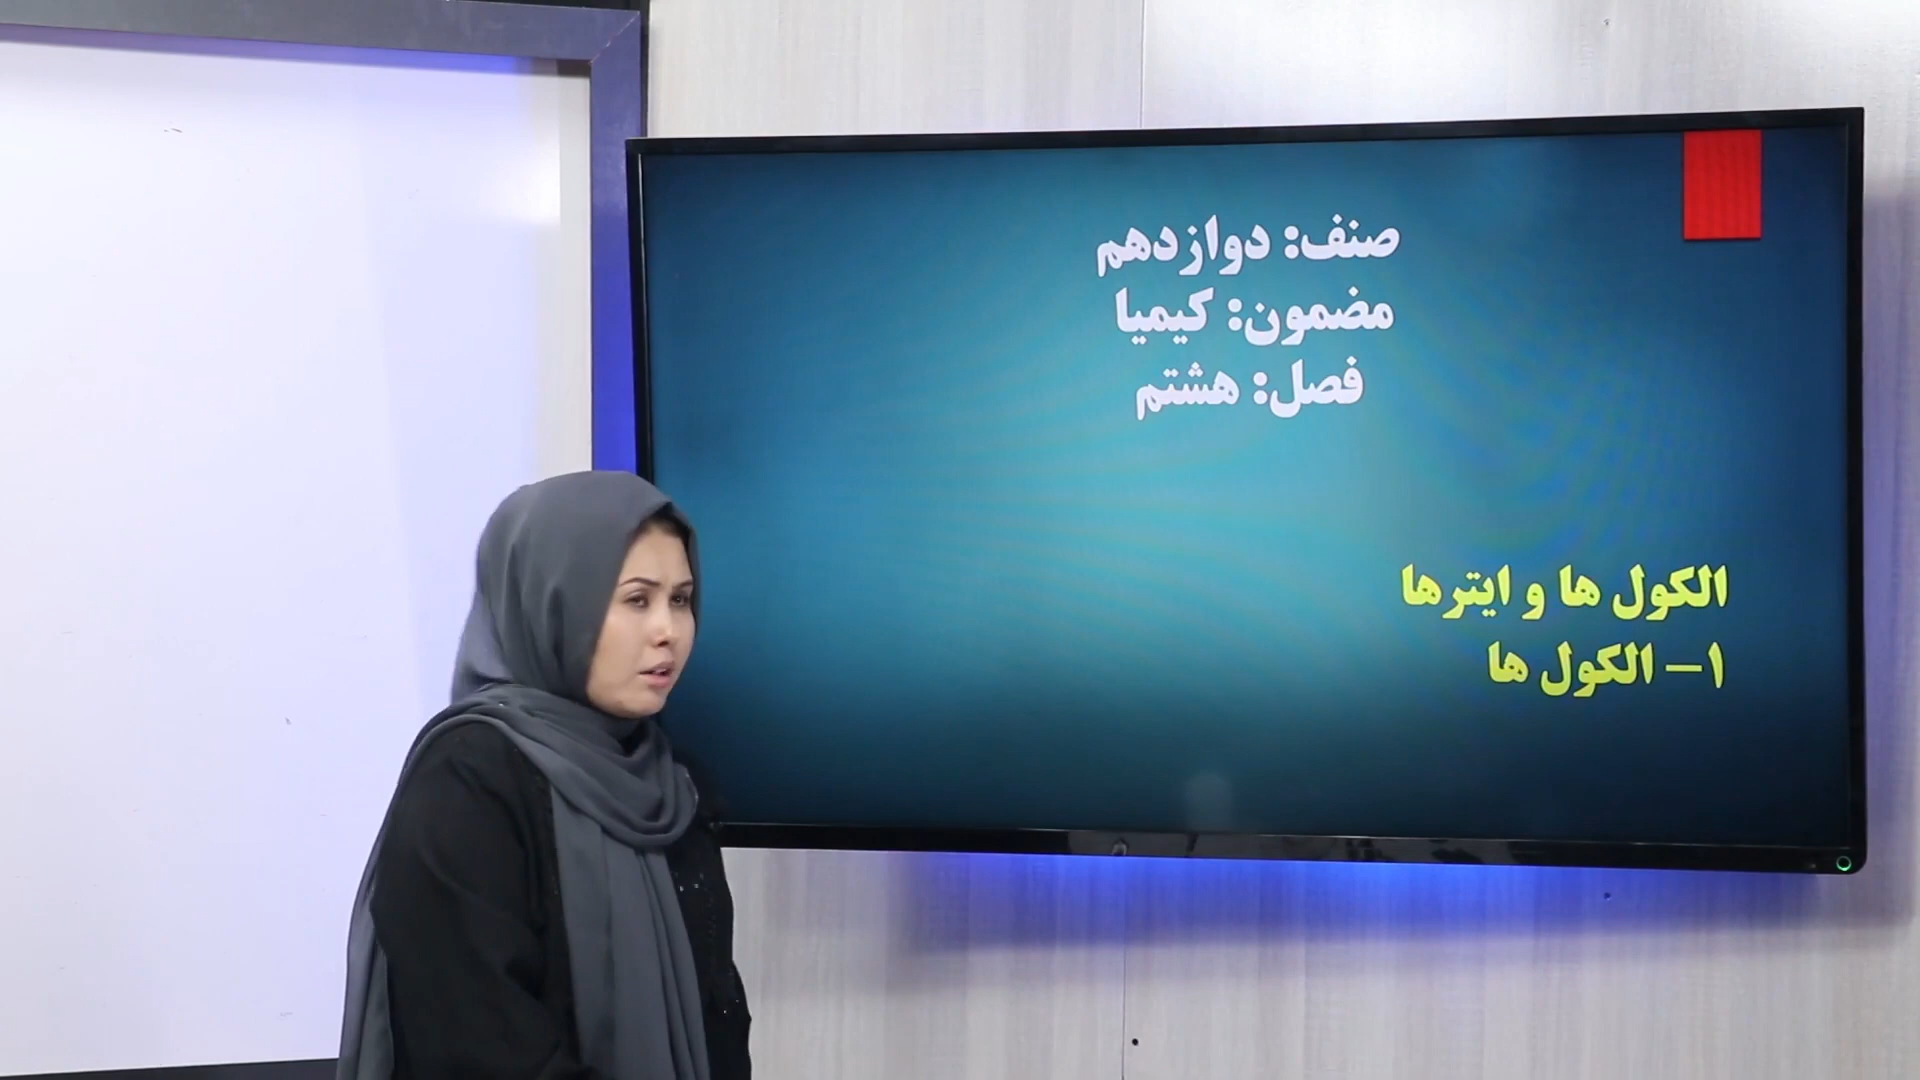 صنف: دوازدهم
مضمون: کیمیا
فصل: هشتم
الکول ها و ایترها
۱- الکول ها